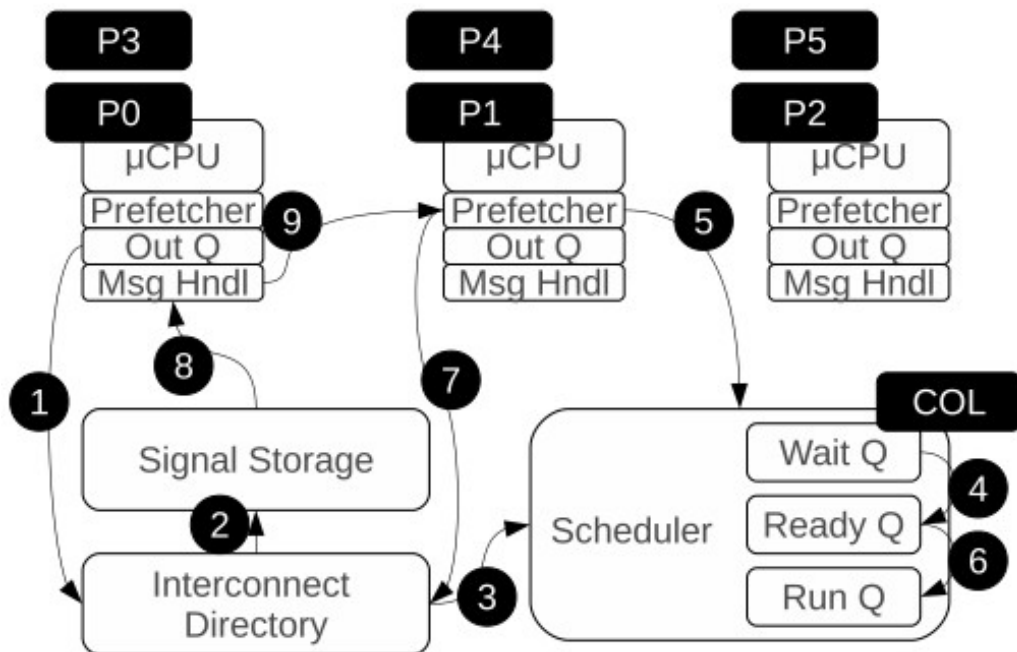 P3
P4
P5
P0
P1
P2
µCPU
µCPU
µCPU
Prefetcher
9
Prefetcher
5
Prefetcher
Out Q
Out Q
Out Q
Msg Hndl
Msg Hndl
Msg Hndl
8
7
1
COL
Signal Storage
Wait Q
4
2
Scheduler
Ready Q
6
Interconnect
Directory
3
Run Q